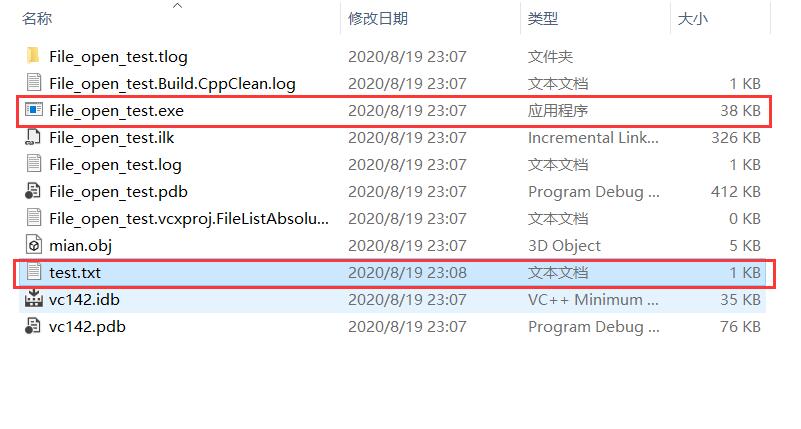 名称 修改日期 类型 大小
File_open_test.tlog 2020/8/19 23:07 文件夹
File_open_test.Build.CppClean.log 2020/8/19 23:07 文本文档 1 KB
File_open_test.exe 2020/8/19 23:07 应用程序 38 KB
File_open_test.ilk 2020/8/19 23:07 Incremental Link... 326 KB
File_open_test.log 2020/8/19 23:07 文本文档 1 KB
File_open_test.pdb 2020/8/19 23:07 Program Debug ... 412 KB
File_open_test.vcxproj.FileListAbsolu... 2020/8/19 23:07 文本文档 0 KB
mian.obj 2020/8/19 23:07 3D Object 5 KB
test.txt 2020/8/19 23:08 文本文档 1 KB
vc142.idb 2020/8/19 23:07 VC++ Minimum ... 35 KB
vc142.pdb 2020/8/19 23:07 Program Debug ... 76 KB